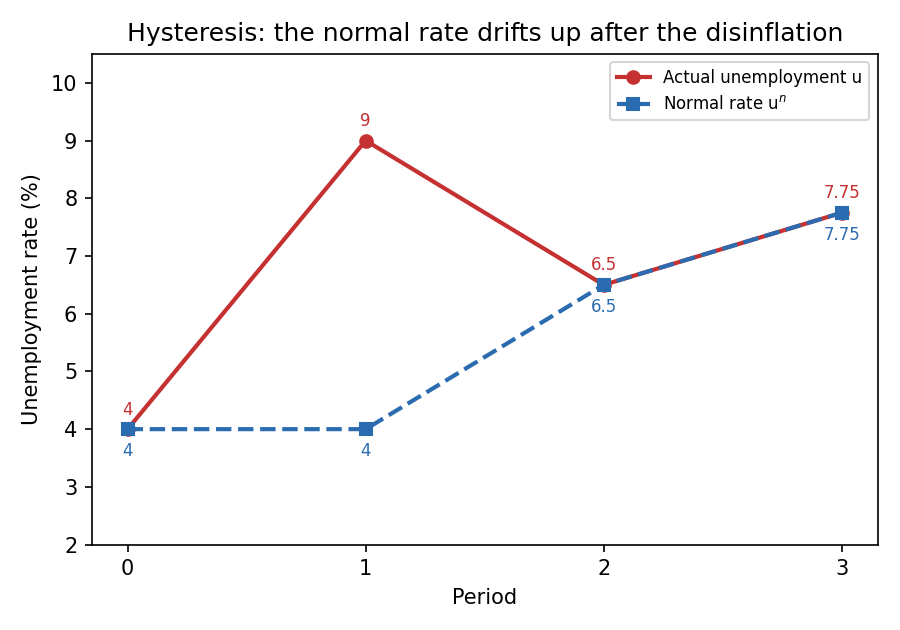 Hysteresis: the normal rate drifts up after the disinflation
Actual unemployment u
Normal rate uⁿ
Unemployment rate (%)
10
9
8
7
6
5
4
3
2
4
4
9
4
6.5
6.5
7.75
7.75
0 1 2 3
Period